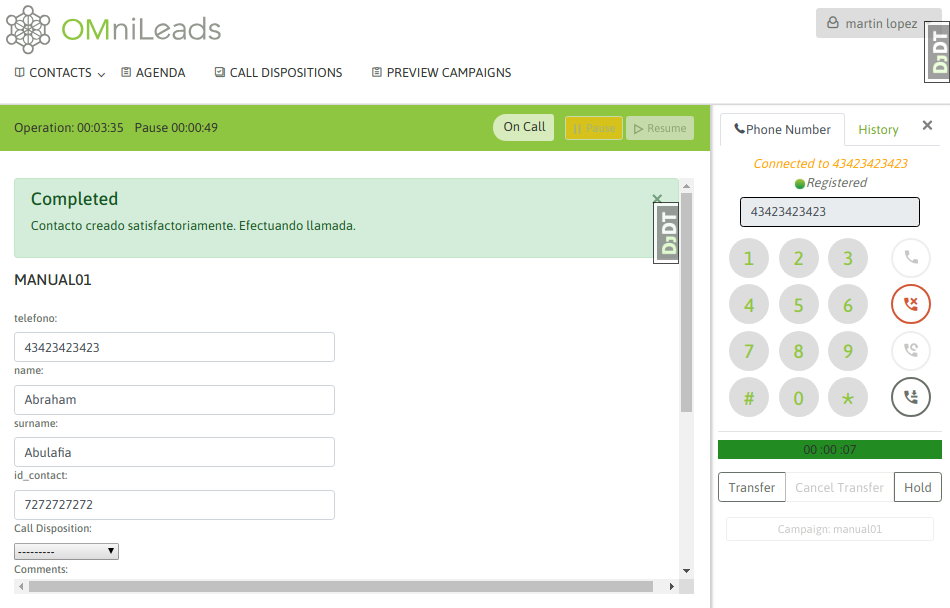 OMniLeads
martin lopez
DJDT
CONTACTS AGENDA CALL DISPOSITIONS PREVIEW CAMPAIGNS
Operation: 00:03:35 Pause 00:00:49 On Call Pause Resume
Phone Number History ×
Connected to 43423423423
Registered
43423423423
1 2 3
4 5 6
7 8 9
# 0 *
00 :00 :07
Transfer Cancel Transfer Hold
Campaign: manual01
Completed ×
Contacto creado satisfactoriamente. Efectuando llamada.
DJDT
MANUAL01
telefono:
43423423423
name:
Abraham
surname:
Abulafia
id_contact:
7272727272
Call Disposition:
---------
Comments: